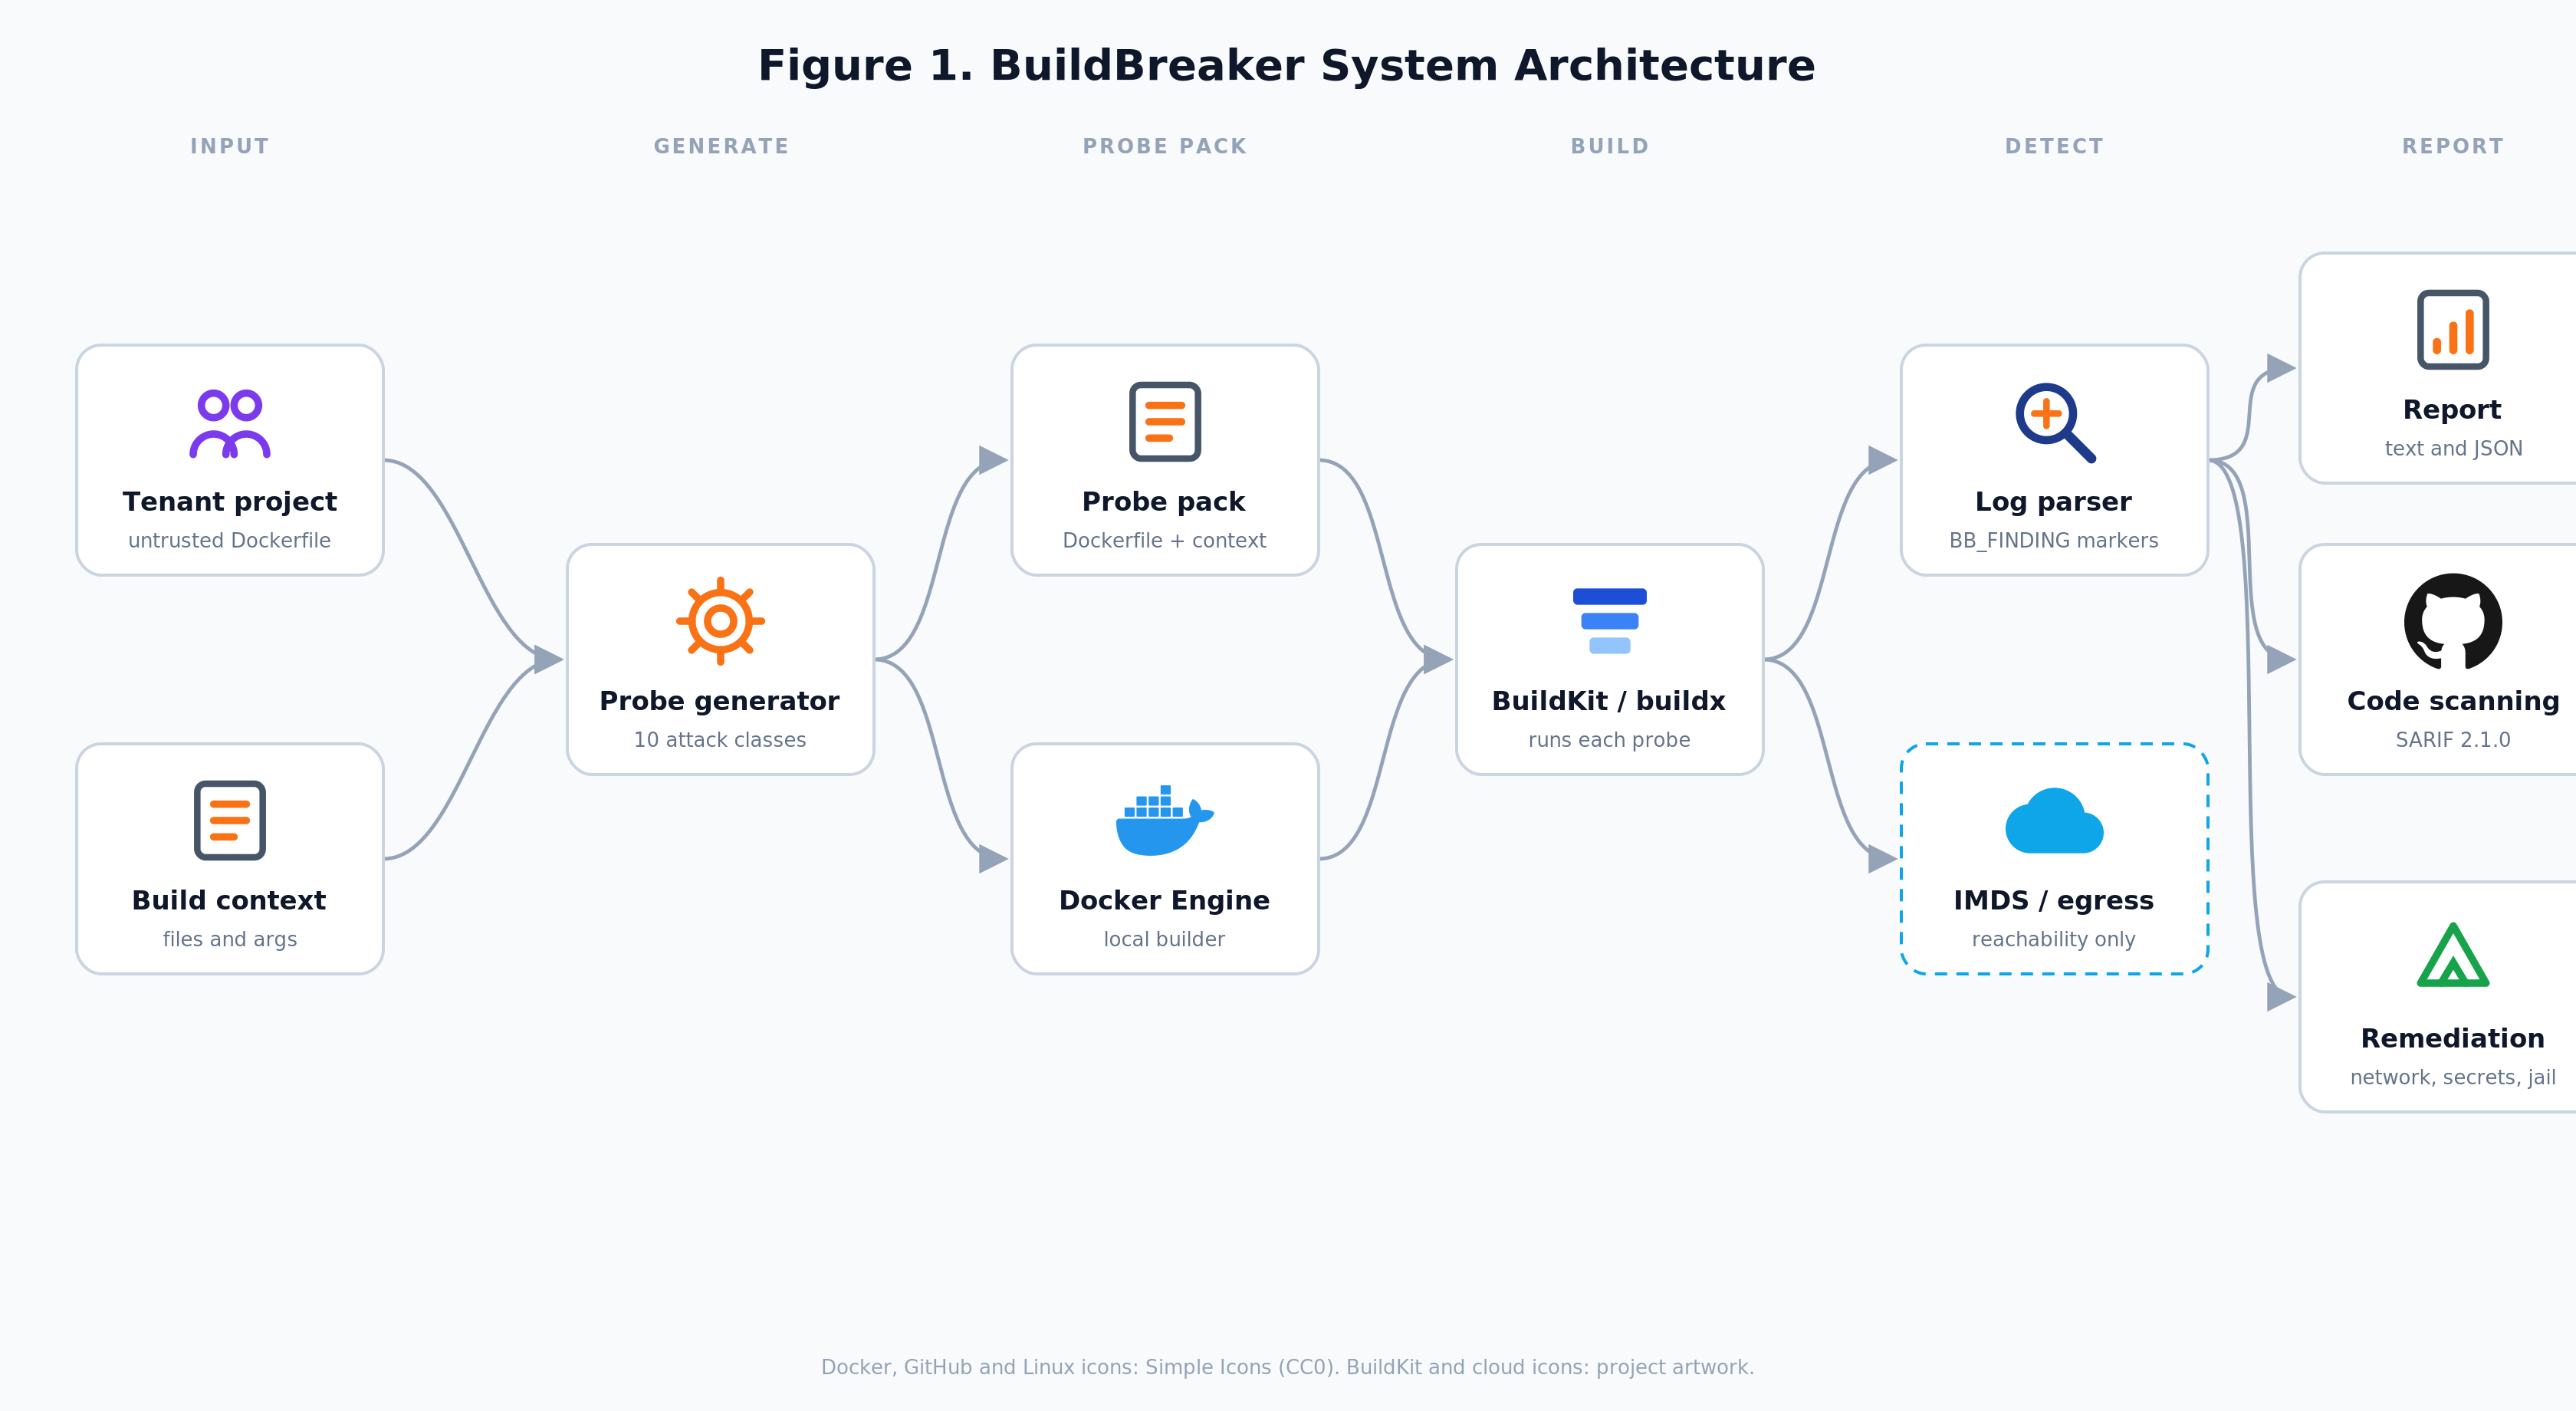 Figure 1. BuildBreaker System Architecture
INPUT
GENERATE
PROBE PACK
BUILD
DETECT
REPORT
Tenant project
untrusted Dockerfile
Build context
files and args
Probe generator
10 attack classes
Probe pack
Dockerfile + context
Docker Engine
local builder
BuildKit / buildx
runs each probe
Log parser
BB_FINDING markers
IMDS / egress
reachability only
Report
text and JSON
Code scanning
SARIF 2.1.0
Remediation
network, secrets, jail
Docker, GitHub and Linux icons: Simple Icons (CC0). BuildKit and cloud icons: project artwork.